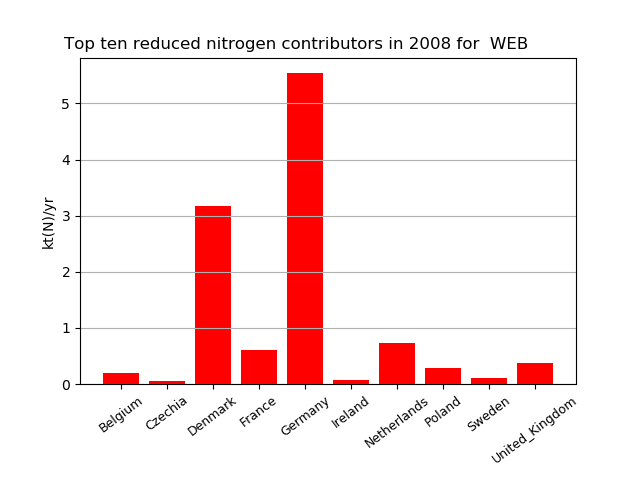 Top ten reduced nitrogen contributors in 2008 for  WEB
kt(N)/yr
5
4
3
2
1
0
Belgium
Czechia
Denmark
France
Germany
Ireland
Netherlands
Poland
Sweden
United_Kingdom